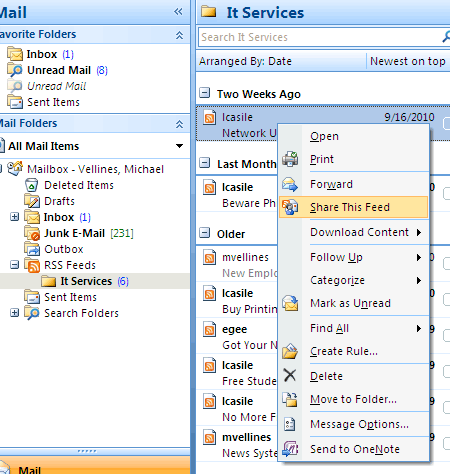 Mail
avorite Folders
Inbox (1)
Unread Mail (8)
Unread Mail
Sent Items
Mail Folders
All Mail Items
Mailbox - Vellines, Michael
Deleted Items
Drafts
Inbox (1)
Junk E-Mail [231]
Outbox
RSS Feeds
It Services (6)
Sent Items
Search Folders
Mail
It Services
Search It Services
Arranged By: Date
Newest on top
Two Weeks Ago
lcasile
9/16/2010
Network U
Last Month
lcasile
Beware Ph
Older
mvellines
New Employ
lcasile
Buy Printin
egee
Got Your N
lcasile
Free Stude
lcasile
No More F
mvellines
News Syste
Open
Print
Forward
Share This Feed
Download Content
Follow Up
Categorize
Mark as Unread
Find All
Create Rule...
Delete
Move to Folder...
Message Options...
Send to OneNote